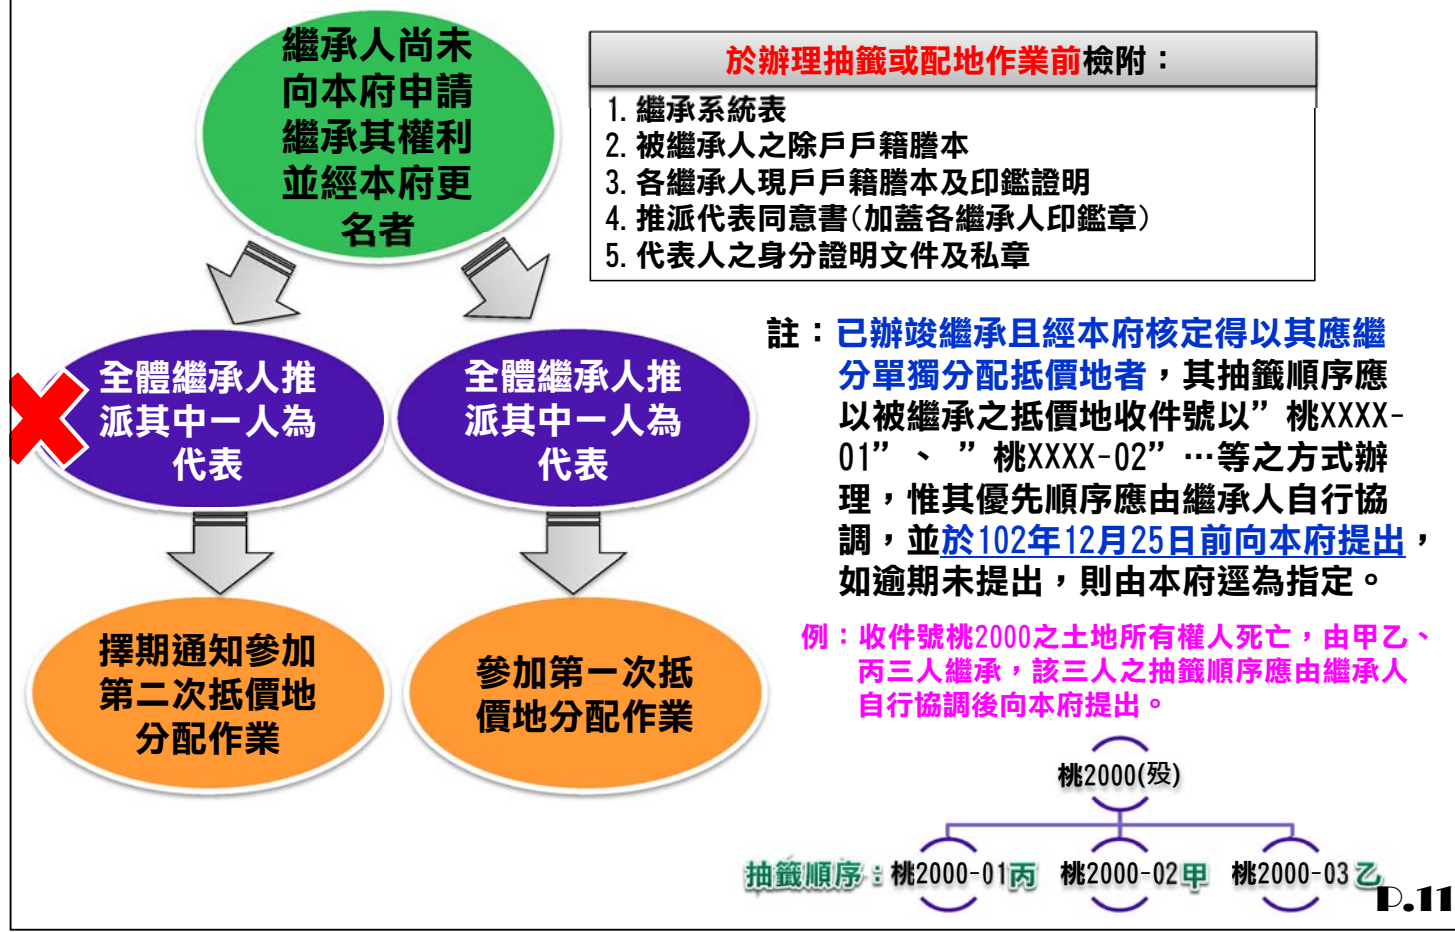 繼承人尚未
向本府申請
繼承其權利
並經本府更
名者
於辦理抽籤或配地作業前檢附：
1. 繼承系統表
2. 被繼承人之除戶戶籍謄本
3. 各繼承人現戶戶籍謄本及印鑑證明
4. 推派代表同意書(加蓋各繼承人印鑑章)
5. 代表人之身分證明文件及私章
全體繼承人推
派其中一人為
代表
全體繼承人推
派其中一人為
代表
擇期通知參加
第二次抵價地
分配作業
參加第一次抵
價地分配作業
註：已辦竣繼承且經本府核定得以其應繼
分單獨分配抵價地者，其抽籤順序應
以被繼承之抵價地收件號以”桃XXXX-
01”、 ”桃XXXX-02”…等之方式辦
理，惟其優先順序應由繼承人自行協
調，並於102年12月25日前向本府提出，
如逾期未提出，則由本府逕為指定。
例：收件號桃2000之土地所有權人死亡，由甲乙、
丙三人繼承，該三人之抽籤順序應由繼承人
自行協調後向本府提出。
桃2000(殁)
抽籤順序：桃2000-01丙 桃2000-02甲 桃2000-03乙
P.11